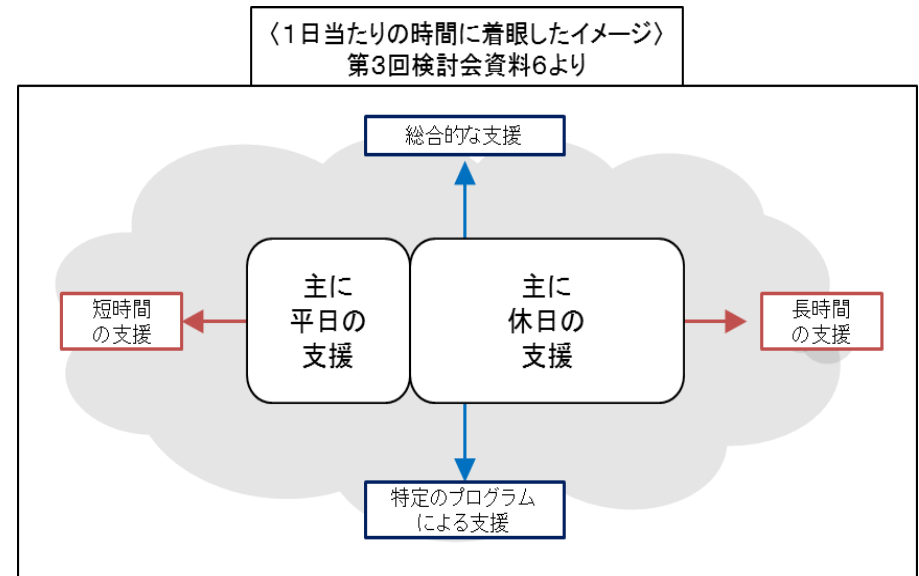 〈１日当たりの時間に着眼したイメージ〉
第3回検討会資料6より
総合的な支援
短時間
の支援
主に
平日の
支援
主に
休日の
支援
長時間
の支援
特定のプログラム
による支援